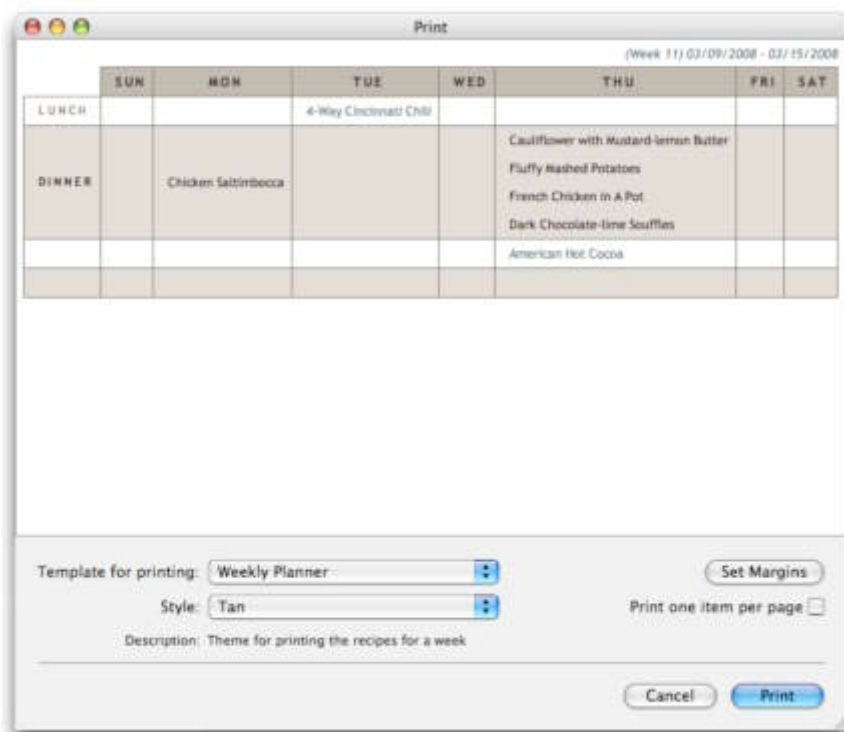 Print
(Week 11) 03/09/2008 - 03/15/2008
SUN MON TUE WED THU FRI SAT
LUNCH 4-Way Cincinnati Chili
DINNER Chicken Saltimbocca
Cauliflower with Mustard-lemon Butter
Fluffy Mashed Potatoes
French Chicken in A Pot
Dark Chocolate-lime Souffles
American Hot Cocoa
Template for printing: Weekly Planner Set Margins
Style: Tan Print one item per page
Description: Theme for printing the recipes for a week
Cancel Print